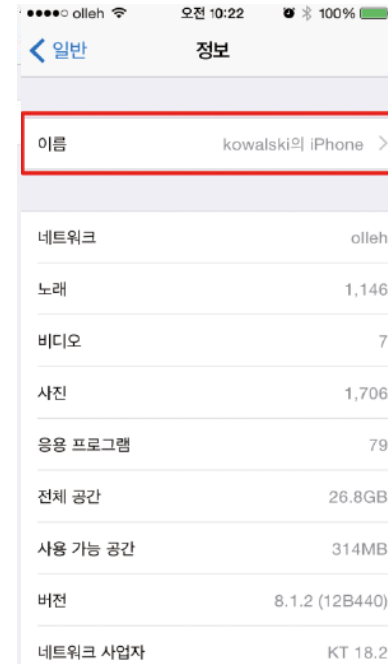 olleh 오전 10:22 100%
일반 정보
이름 kowalski의 iPhone
네트워크 olleh
노래 1,146
비디오 7
사진 1,706
응용 프로그램 79
전체 공간 26.8GB
사용 가능 공간 314MB
버전 8.1.2 (12B440)
네트워크 사업자 KT 18.2